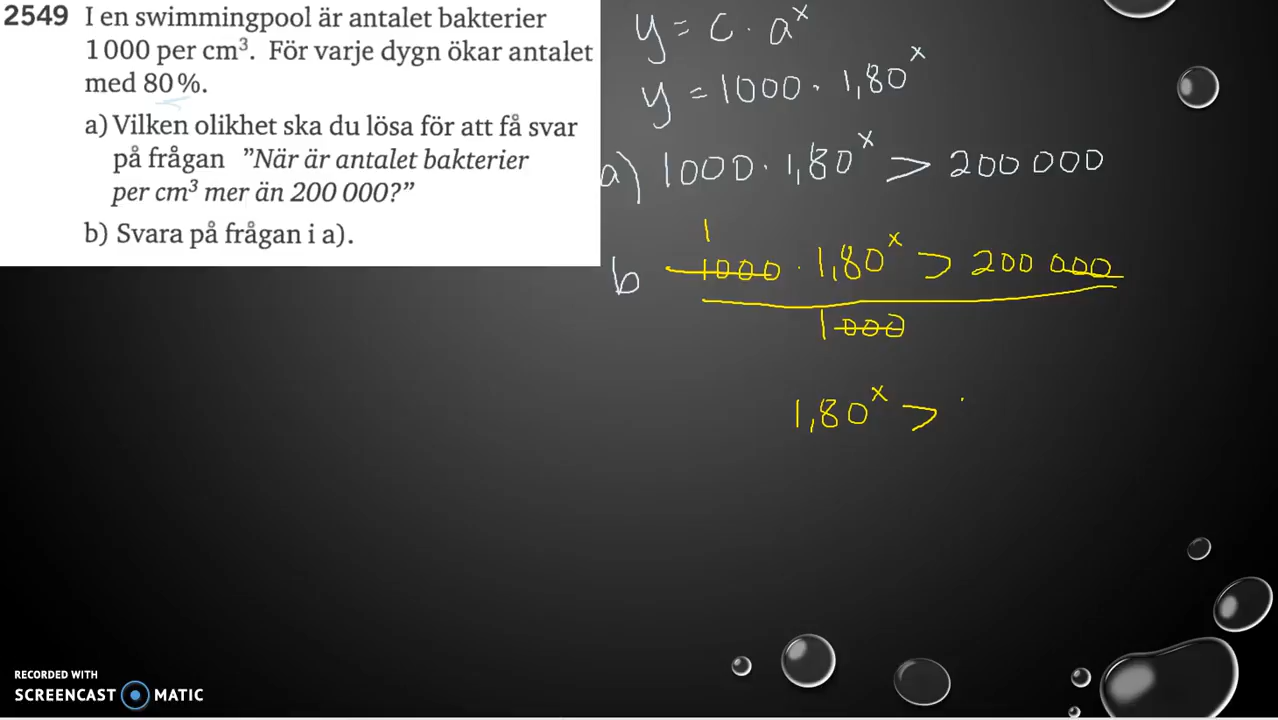 2549 I en swimmingpool är antalet bakterier
1 000 per cm³. För varje dygn ökar antalet
med 80 %.
a) Vilken olikhet ska du lösa för att få svar
på frågan ”När är antalet bakterier
per cm³ mer än 200 000?”
b) Svara på frågan i a).
y = C · a^x
y = 1000 · 1,80^x
a) 1000 · 1,80^x > 200 000
1
b 1000 · 1,80^x > 200 000
1000
1,80^x >
RECORDED WITH
SCREENCAST MATIC